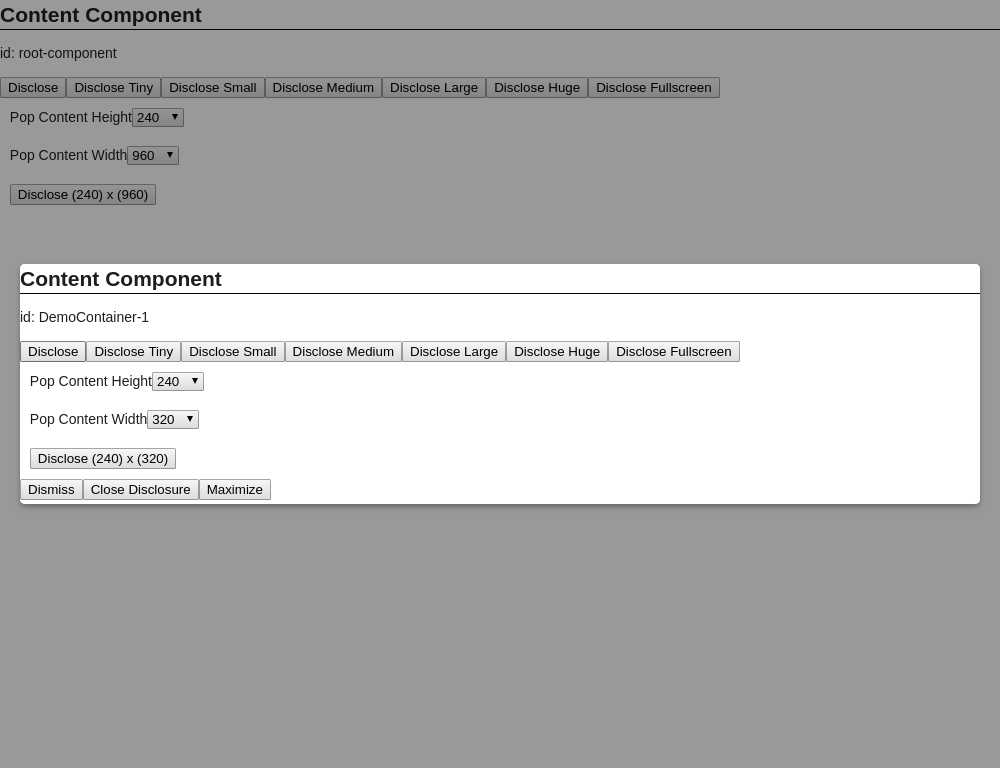 Content Component
id: root-component
Disclose Disclose Tiny Disclose Small Disclose Medium Disclose Large Disclose Huge Disclose Fullscreen
Pop Content Height 240
Pop Content Width 960
Disclose (240) x (960)
Content Component
id: DemoContainer-1
Disclose Disclose Tiny Disclose Small Disclose Medium Disclose Large Disclose Huge Disclose Fullscreen
Pop Content Height 240
Pop Content Width 320
Disclose (240) x (320)
Dismiss Close Disclosure Maximize